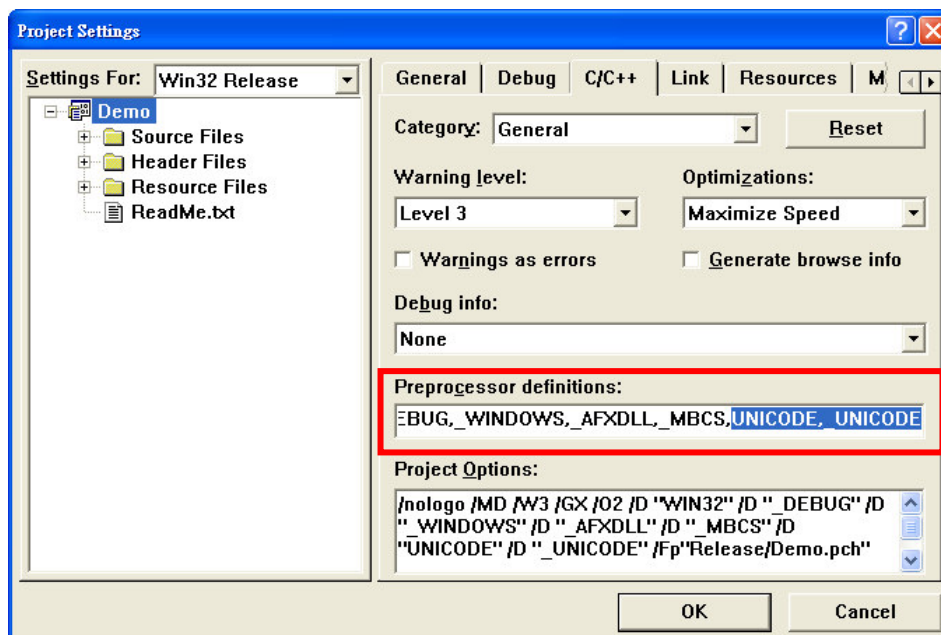 Project Settings
Settings For: Win32 Release
Demo
Source Files
Header Files
Resource Files
ReadMe.txt
General Debug C/C++ Link Resources M
Category: General Reset
Warning level: Optimizations:
Level 3 Maximize Speed
Warnings as errors Generate browse info
Debug info:
None
Preprocessor definitions:
EBUG,_WINDOWS,_AFXDLL,_MBCS,UNICODE,_UNICODE
Project Options:
/nologo /MD /W3 /GX /O2 /D "WIN32" /D "_DEBUG" /D
"_WINDOWS" /D "_AFXDLL" /D "_MBCS" /D
"UNICODE" /D "_UNICODE" /Fp"Release/Demo.pch"
OK Cancel